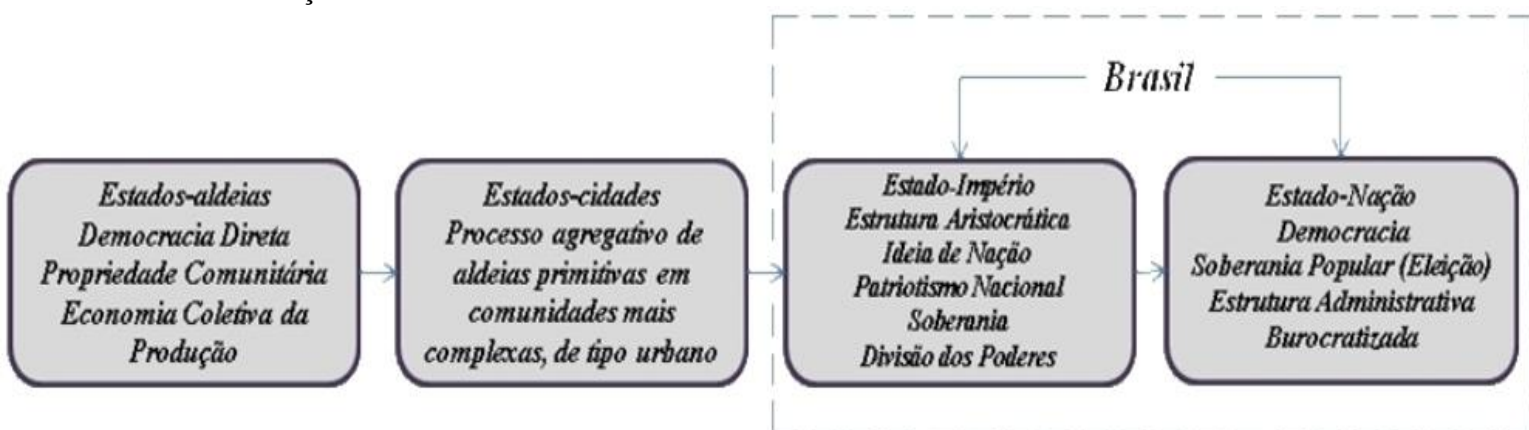 Brasil
Estados-aldeias
Democracia Direta
Propriedade Comunitária
Economia Coletiva da
Produção
Estados-cidades
Processo agregativo de
aldeias primitivas em
comunidades mais
complexas, de tipo urbano
Estado-Império
Estrutura Aristocrática
Ideia de Nação
Patriotismo Nacional
Soberania
Divisão dos Poderes
Estado-Nação
Democracia
Soberania Popular (Eleição)
Estrutura Administrativa
Burocratizada